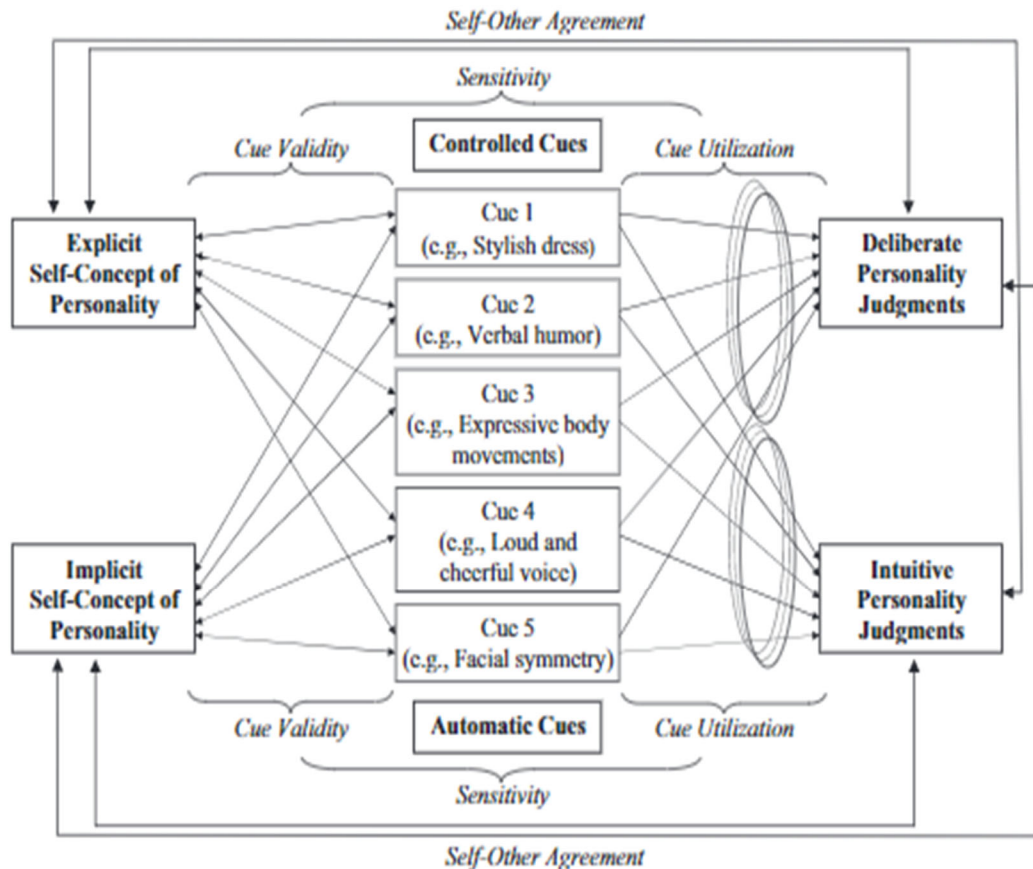 Self-Other Agreement
Sensitivity
Cue Validity
Controlled Cues
Cue Utilization
Explicit
Self-Concept of
Personality
Cue 1
(e.g., Stylish dress)
Cue 2
(e.g., Verbal humor)
Cue 3
(e.g., Expressive body
movements)
Cue 4
(e.g., Loud and
cheerful voice)
Cue 5
(e.g., Facial symmetry)
Deliberate
Personality
Judgments
Implicit
Self-Concept of
Personality
Intuitive
Personality
Judgments
Cue Validity
Automatic Cues
Cue Utilization
Sensitivity
Self-Other Agreement